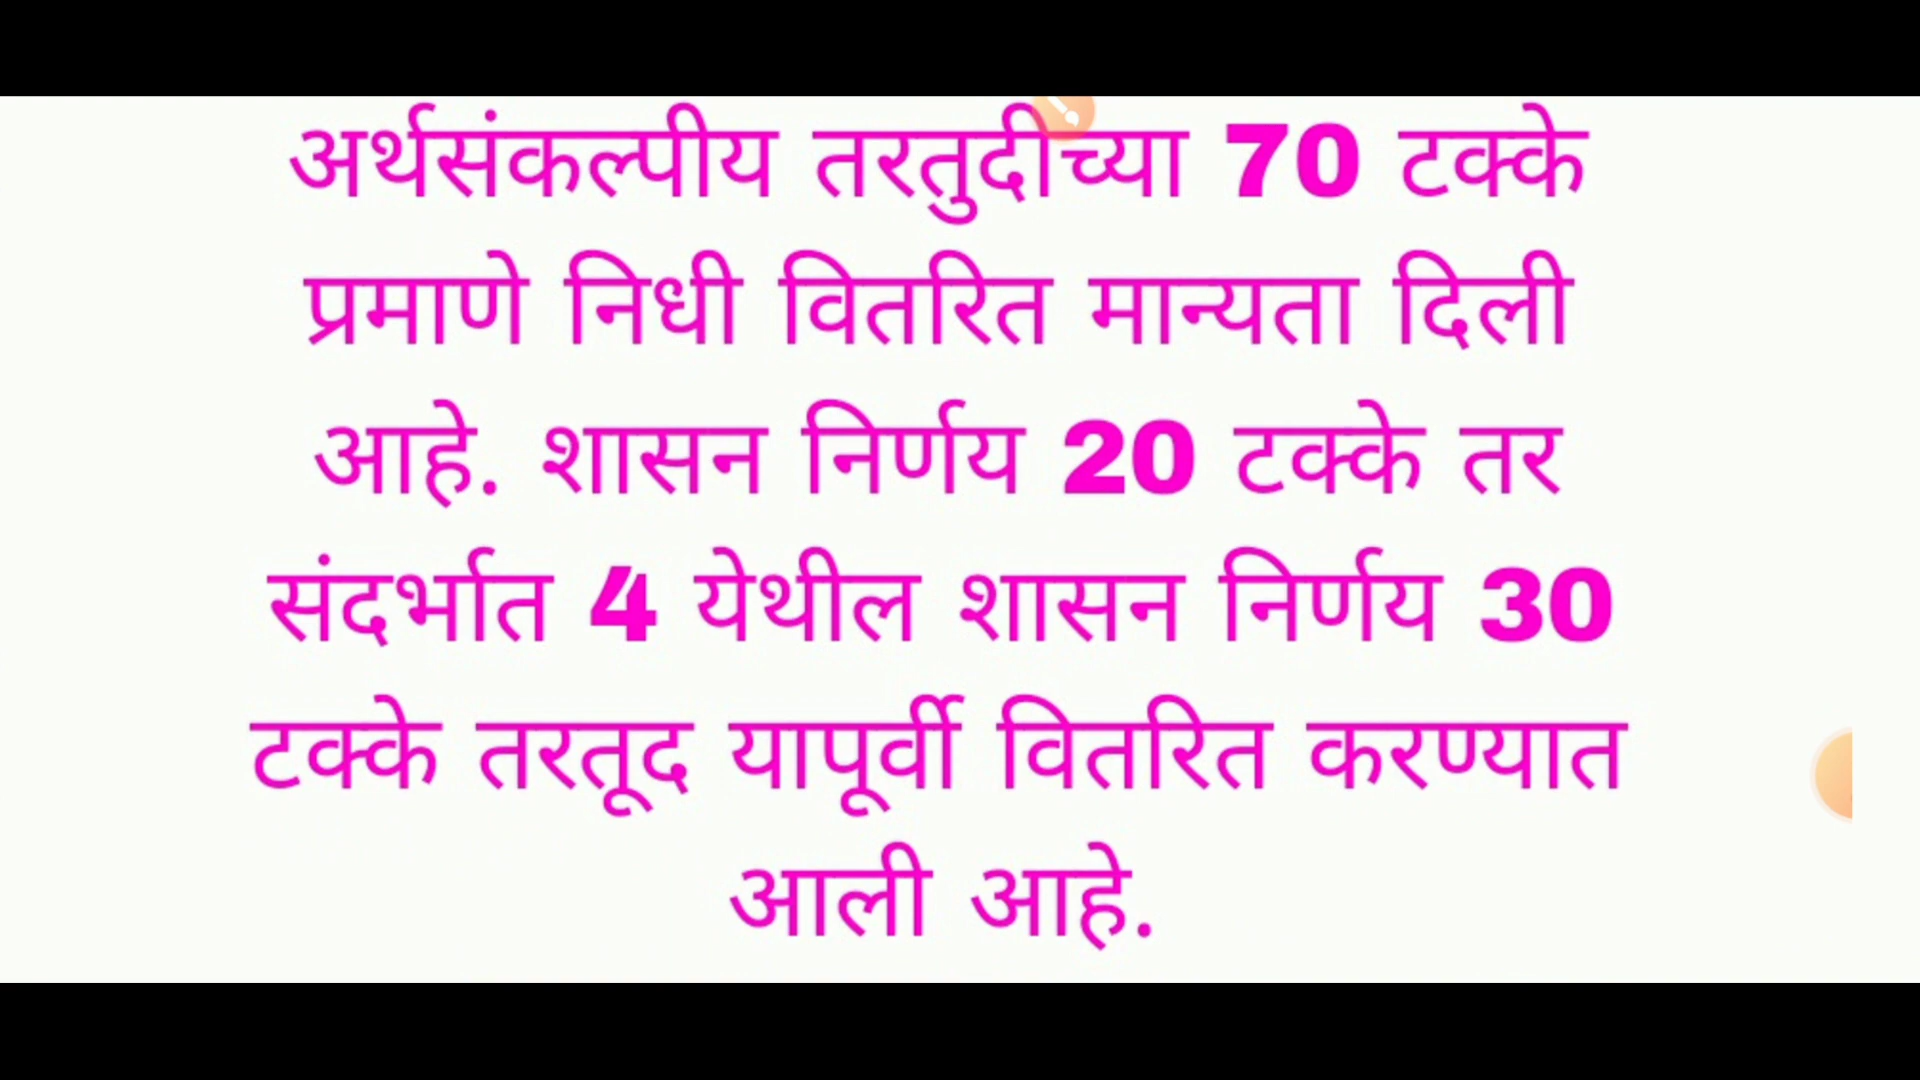 अर्थसंकल्पीय तरतुदीच्या 70 टक्के
प्रमाणे निधी वितरित मान्यता दिली
आहे. शासन निर्णय 20 टक्के तर
संदर्भात 4 येथील शासन निर्णय 30
टक्के तरतूद यापूर्वी वितरित करण्यात
आली आहे.